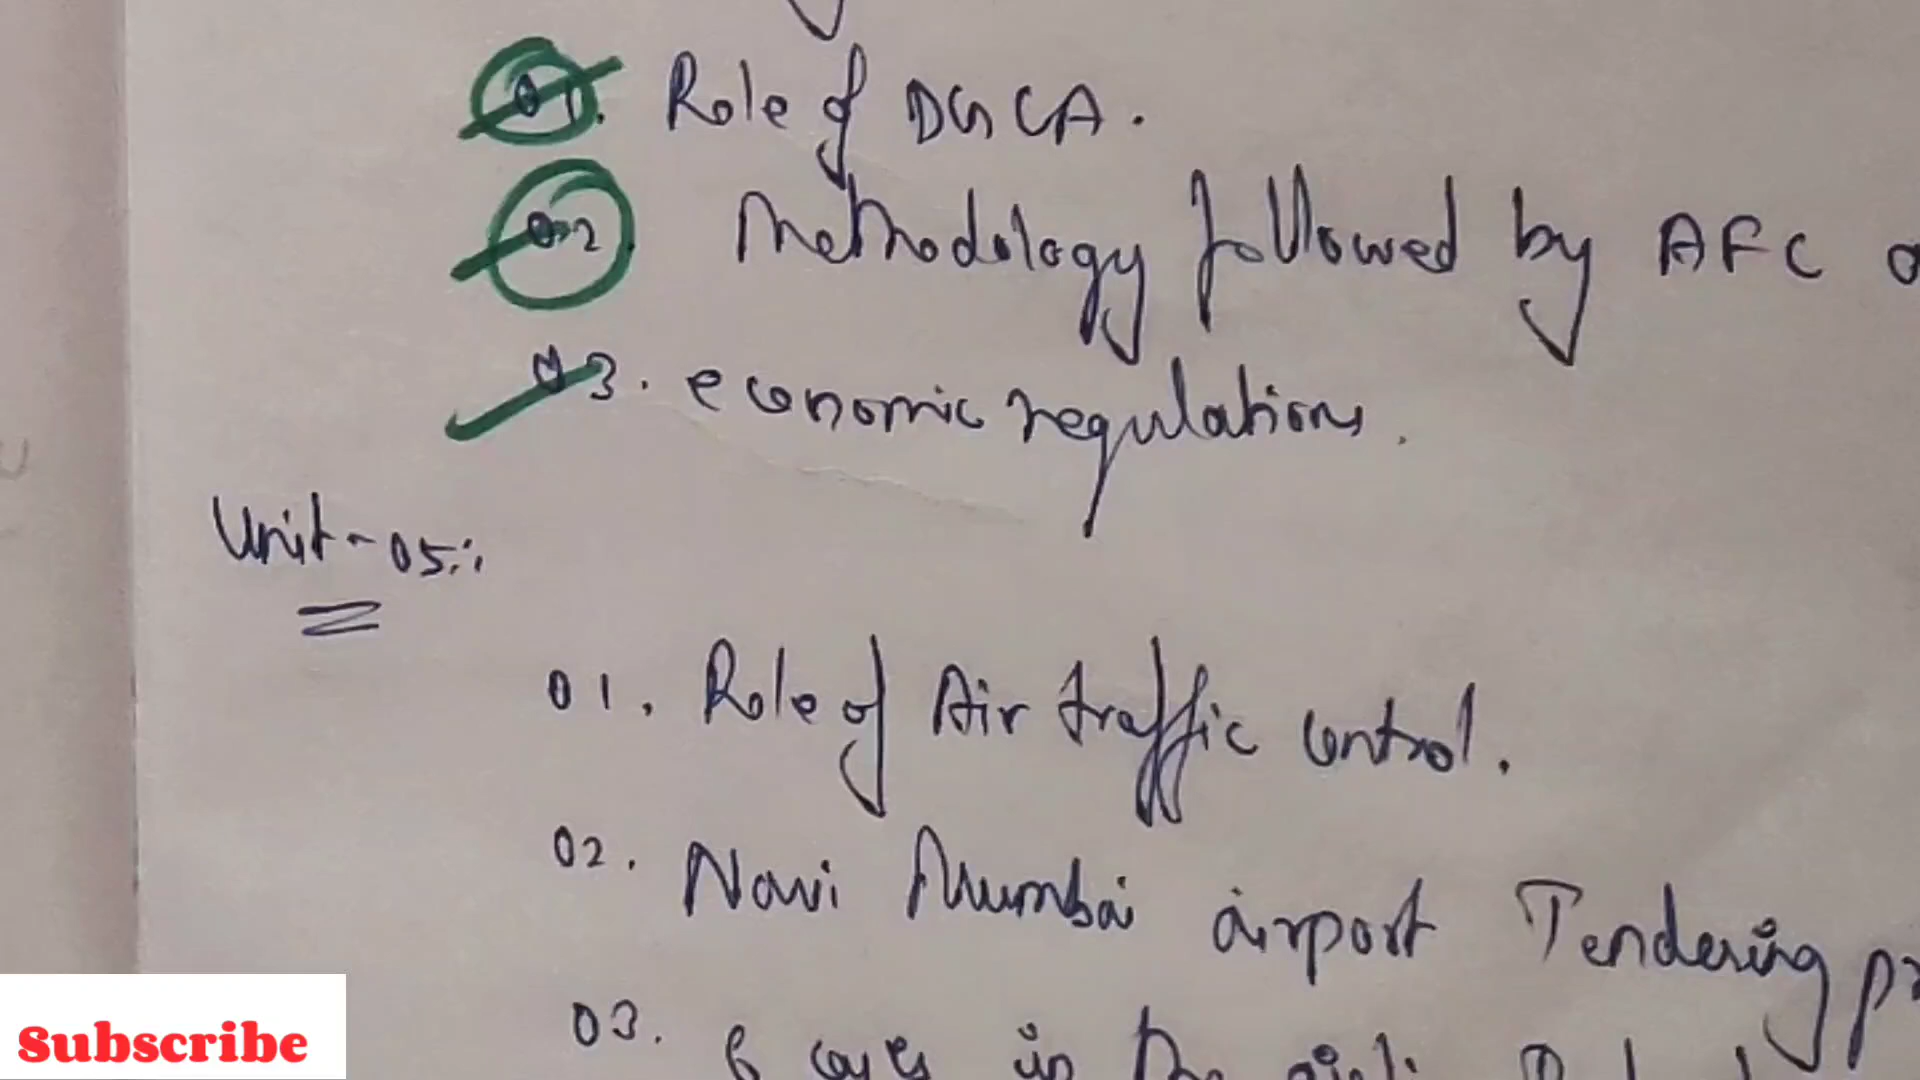 01. Role of DGCA.
02. Methodology followed by AFC
03. economic regulations.
Unit-05:
01. Role of Air traffic control.
02. Navi Mumbai airport Tendering
03. in
Subscribe